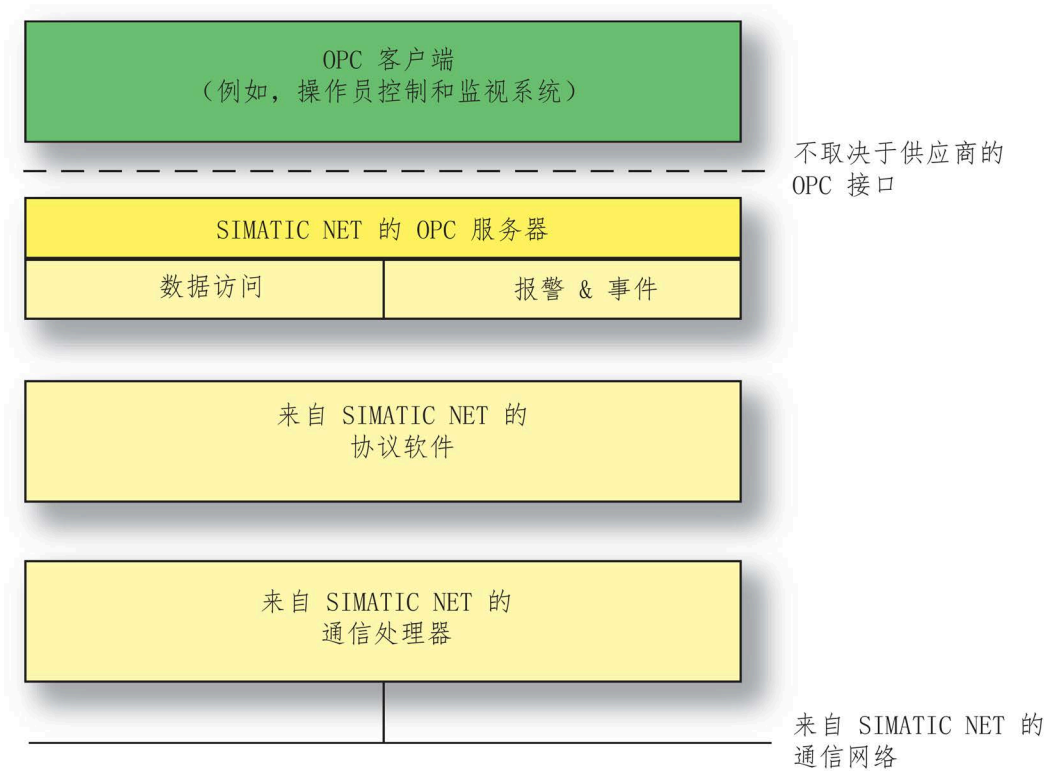 OPC 客户端
（例如，操作员控制和监视系统）
不取决于供应商的
OPC 接口
SIMATIC NET 的 OPC 服务器
数据访问
报警 & 事件
来自 SIMATIC NET 的
协议软件
来自 SIMATIC NET 的
通信处理器
来自 SIMATIC NET 的
通信网络